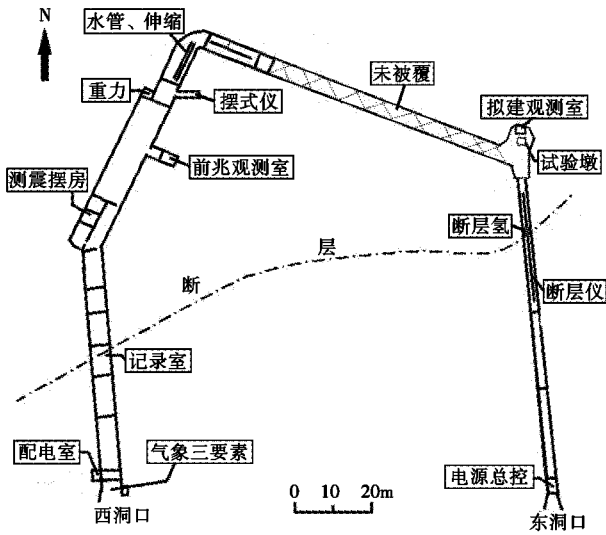 N
水管、伸缩
重力
摆式仪
未被覆
拟建观测室
试验墩
前兆观测室
测震摆房
断层氢
断 层
断层仪
记录室
配电室
气象三要素
电源总控
0 10 20m
西洞口
东洞口